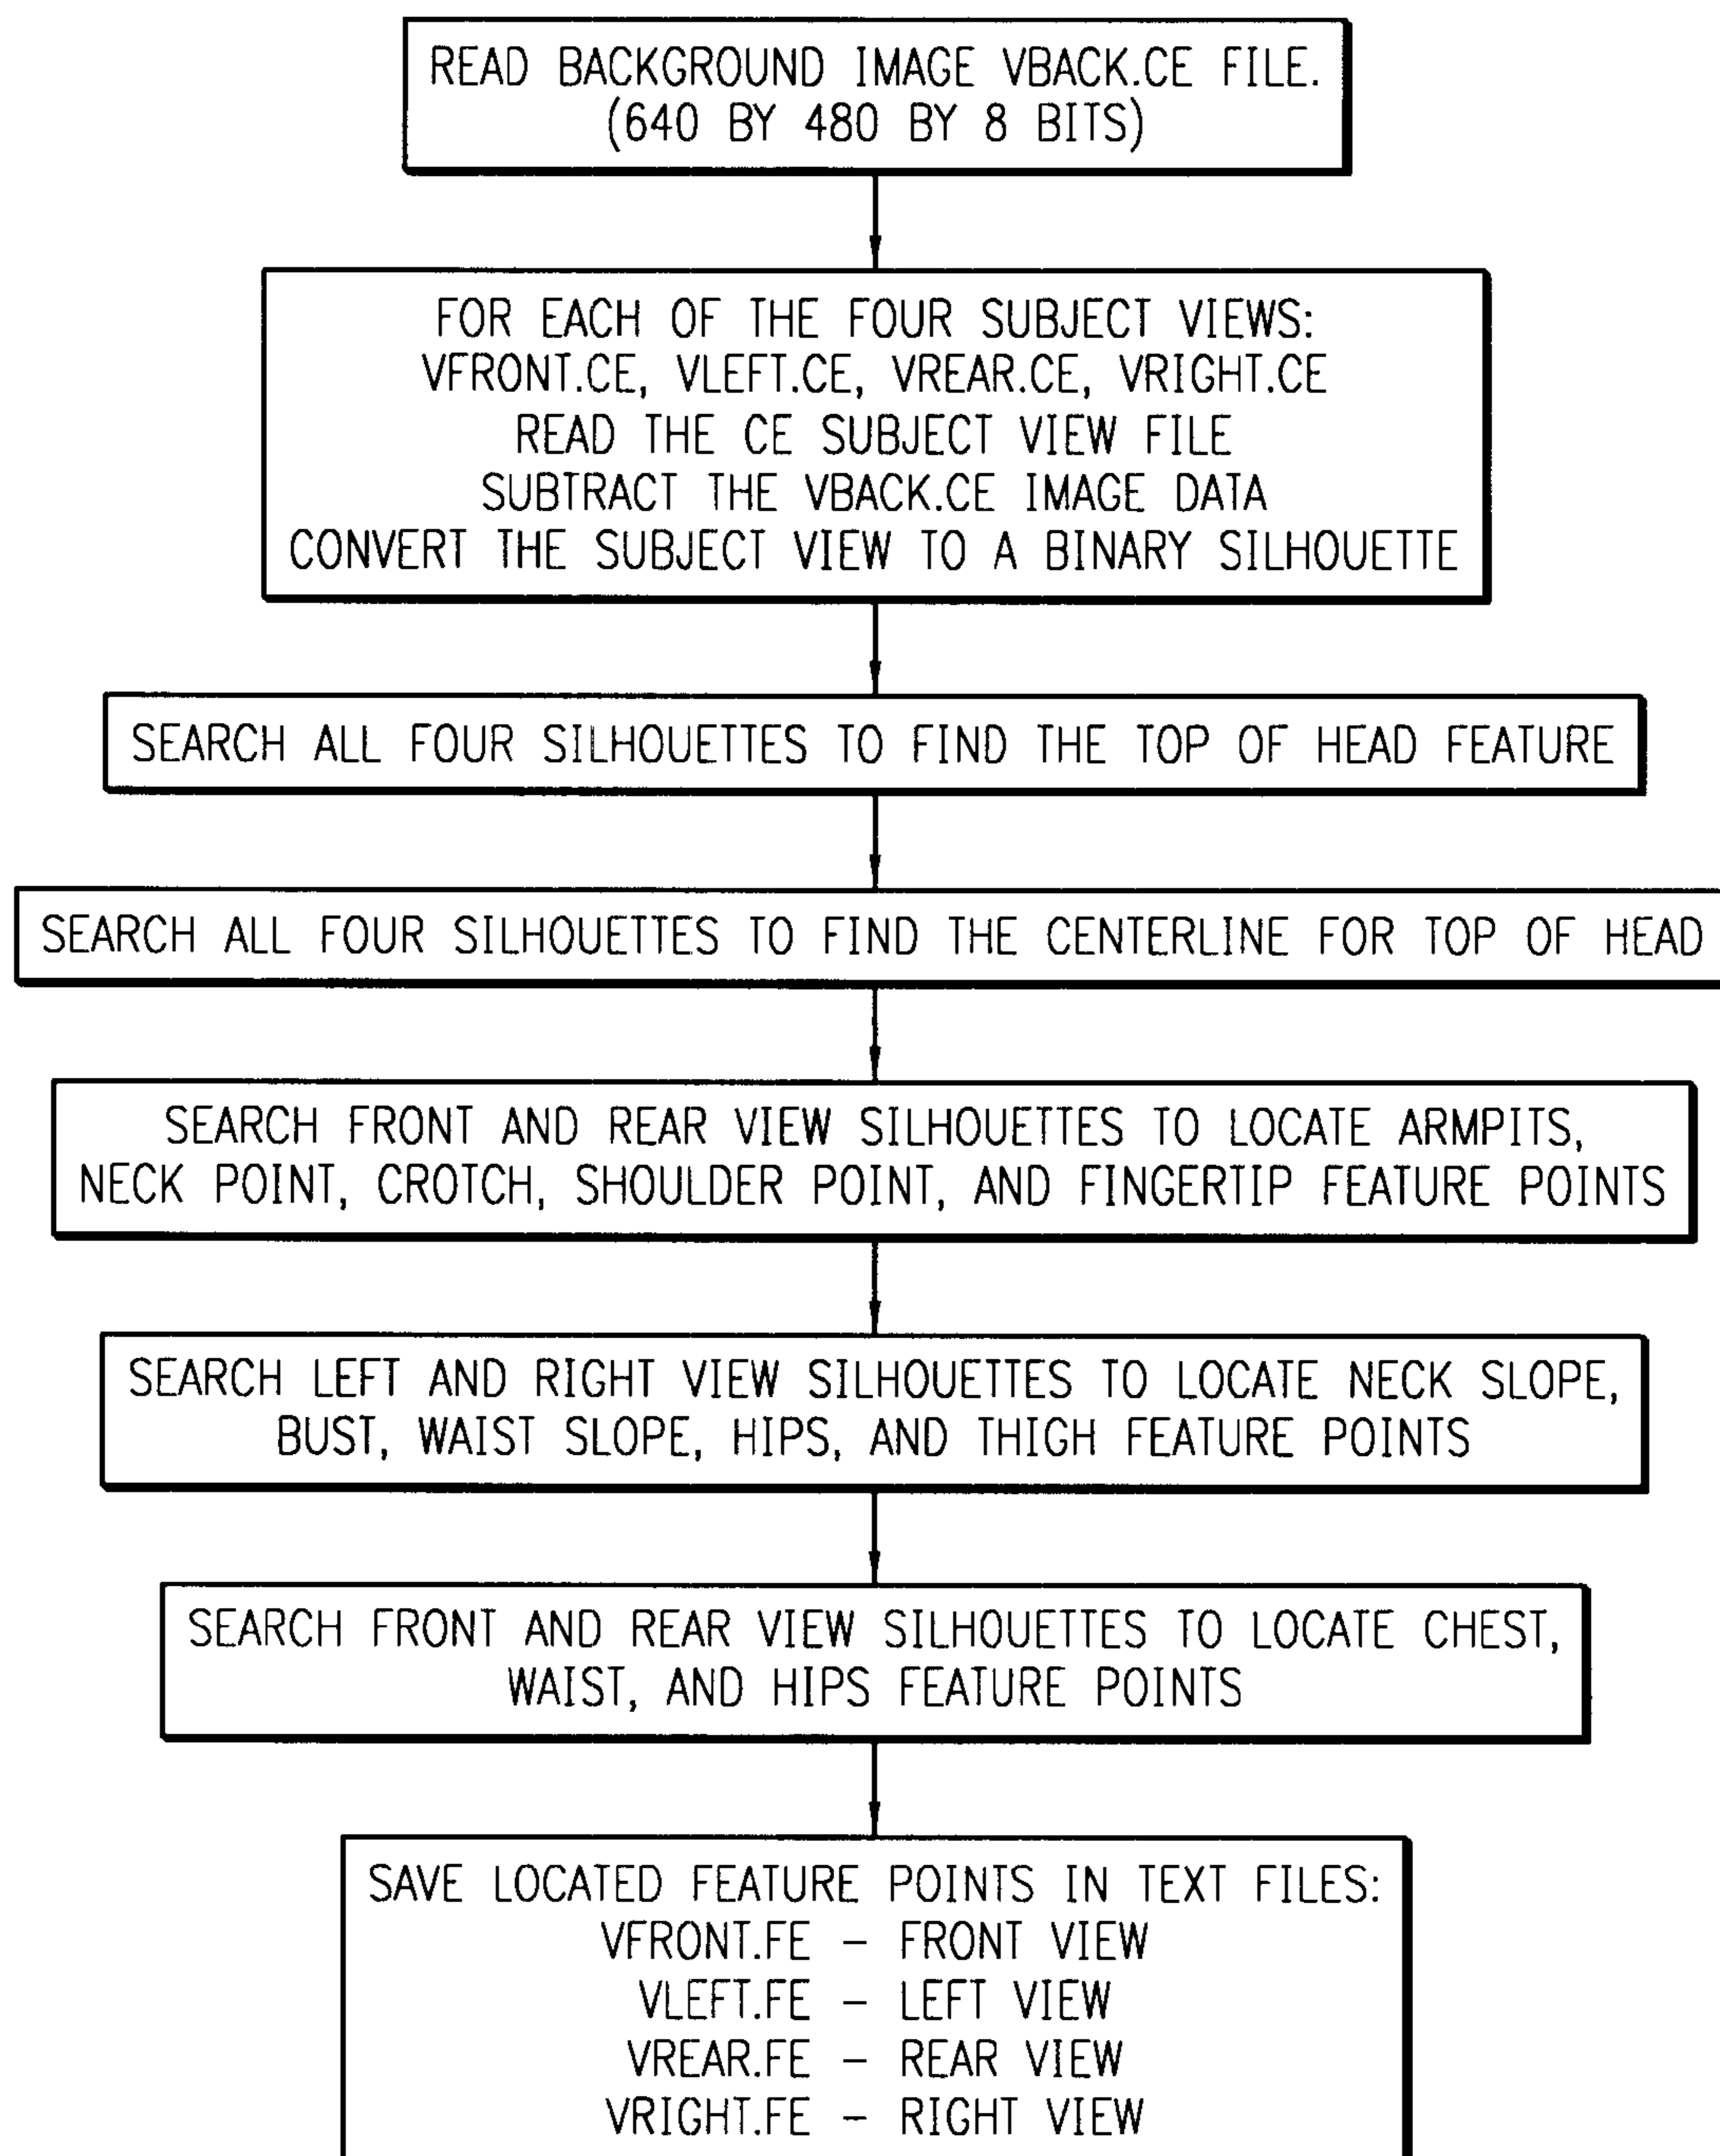 READ BACKGROUND IMAGE VBACK.CE FILE.
(640 BY 480 BY 8 BITS)
FOR EACH OF THE FOUR SUBJECT VIEWS:
VFRONT.CE, VLEFT.CE, VREAR.CE, VRIGHT.CE
READ THE CE SUBJECT VIEW FILE
SUBTRACT THE VBACK.CE IMAGE DATA
CONVERT THE SUBJECT VIEW TO A BINARY SILHOUETTE
SEARCH ALL FOUR SILHOUETTES TO FIND THE TOP OF HEAD FEATURE
SEARCH ALL FOUR SILHOUETTES TO FIND THE CENTERLINE FOR TOP OF HEAD
SEARCH FRONT AND REAR VIEW SILHOUETTES TO LOCATE ARMPITS,
NECK POINT, CROTCH, SHOULDER POINT, AND FINGERTIP FEATURE POINTS
SEARCH LEFT AND RIGHT VIEW SILHOUETTES TO LOCATE NECK SLOPE,
BUST, WAIST SLOPE, HIPS, AND THIGH FEATURE POINTS
SEARCH FRONT AND REAR VIEW SILHOUETTES TO LOCATE CHEST,
WAIST, AND HIPS FEATURE POINTS
SAVE LOCATED FEATURE POINTS IN TEXT FILES:
VFRONT.FE – FRONT VIEW
VLEFT.FE – LEFT VIEW
VREAR.FE – REAR VIEW
VRIGHT.FE – RIGHT VIEW